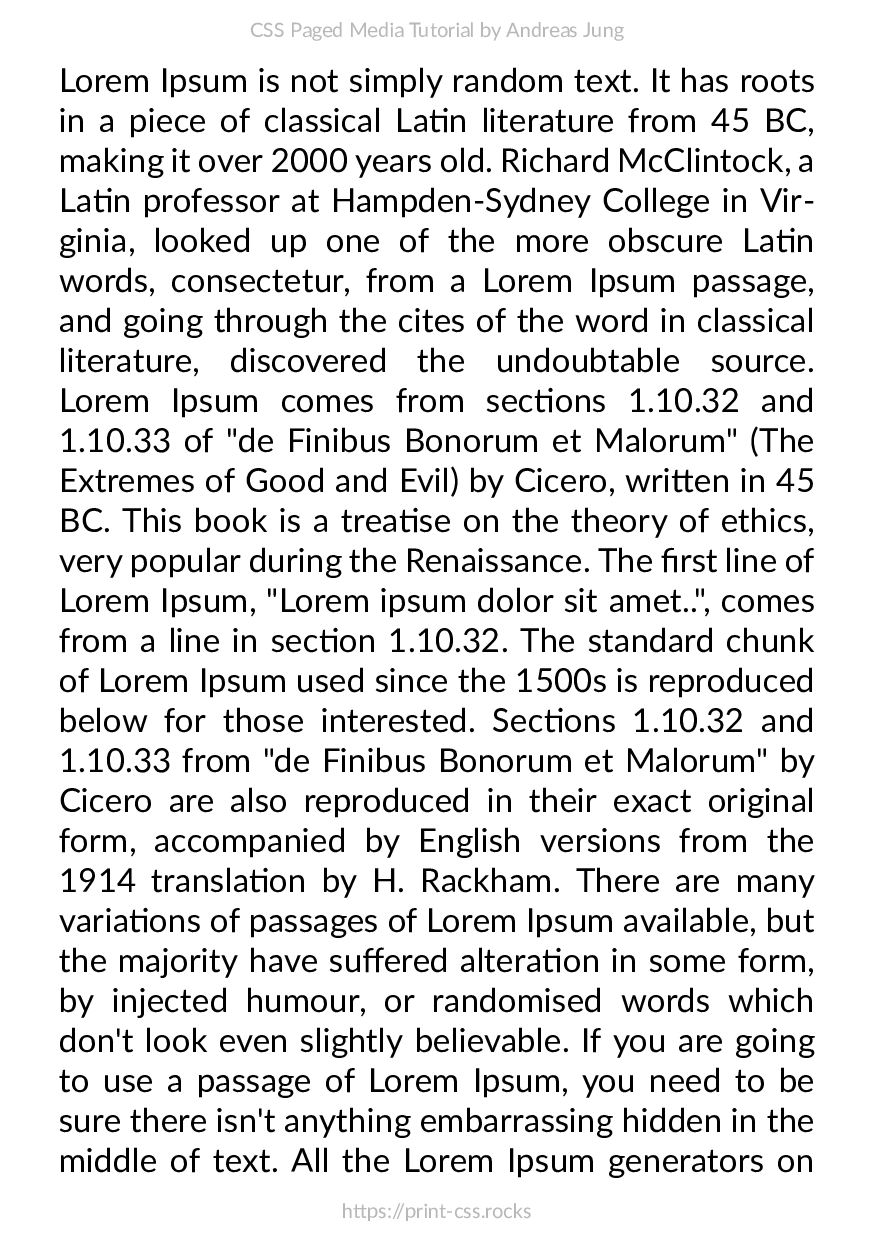 CSS Paged Media Tutorial by Andreas Jung
Lorem Ipsum is not simply random text. It has roots
in a piece of classical Latin literature from 45 BC,
making it over 2000 years old. Richard McClintock, a
Latin professor at Hampden-Sydney College in Vir-
ginia, looked up one of the more obscure Latin
words, consectetur, from a Lorem Ipsum passage,
and going through the cites of the word in classical
literature, discovered the undoubtable source.
Lorem Ipsum comes from sections 1.10.32 and
1.10.33 of "de Finibus Bonorum et Malorum" (The
Extremes of Good and Evil) by Cicero, written in 45
BC. This book is a treatise on the theory of ethics,
very popular during the Renaissance. The first line of
Lorem Ipsum, "Lorem ipsum dolor sit amet..", comes
from a line in section 1.10.32. The standard chunk
of Lorem Ipsum used since the 1500s is reproduced
below for those interested. Sections 1.10.32 and
1.10.33 from "de Finibus Bonorum et Malorum" by
Cicero are also reproduced in their exact original
form, accompanied by English versions from the
1914 translation by H. Rackham. There are many
variations of passages of Lorem Ipsum available, but
the majority have suffered alteration in some form,
by injected humour, or randomised words which
don't look even slightly believable. If you are going
to use a passage of Lorem Ipsum, you need to be
sure there isn't anything embarrassing hidden in the
middle of text. All the Lorem Ipsum generators on
https://print-css.rocks